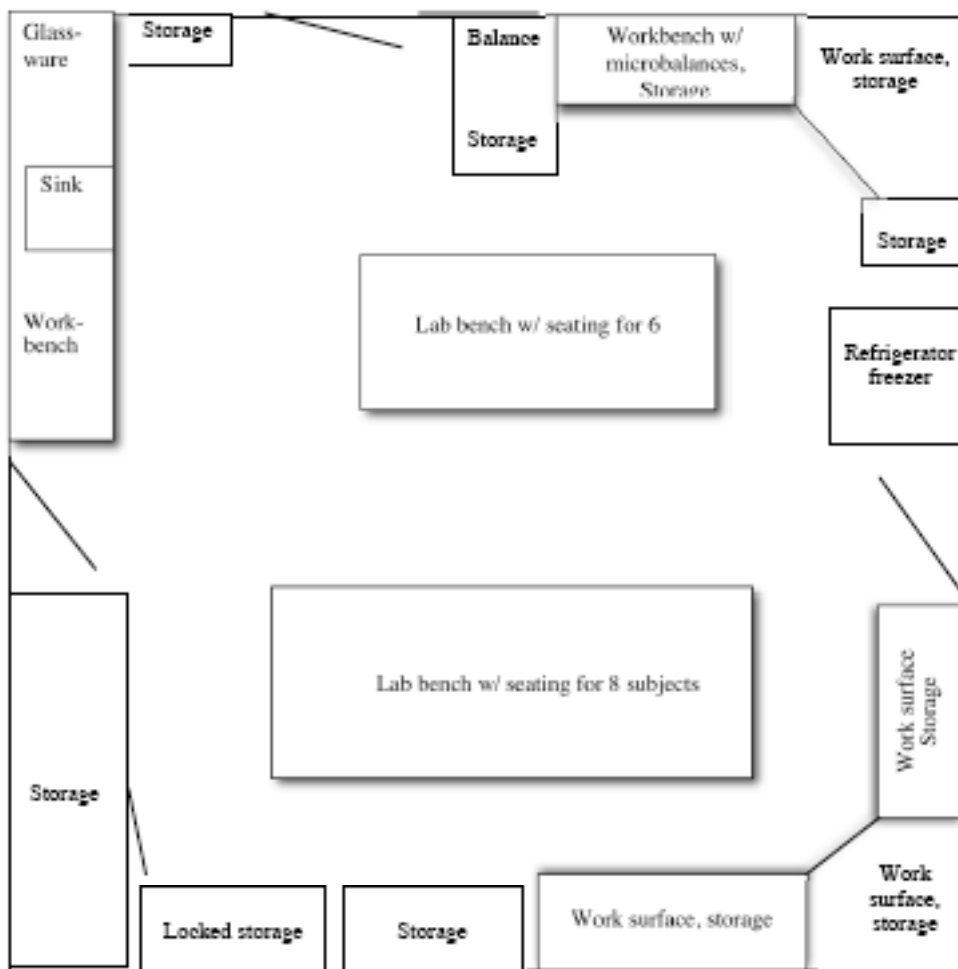 Glass-
ware
Storage
Balance
Storage
Workbench w/
microbalances,
Storage
Work surface,
storage
Sink
Storage
Work-
bench
Lab bench w/ seating for 6
Refrigerator
freezer
Lab bench w/ seating for 8 subjects
Work surface
Storage
Storage
Locked storage
Storage
Work surface, storage
Work
surface,
storage